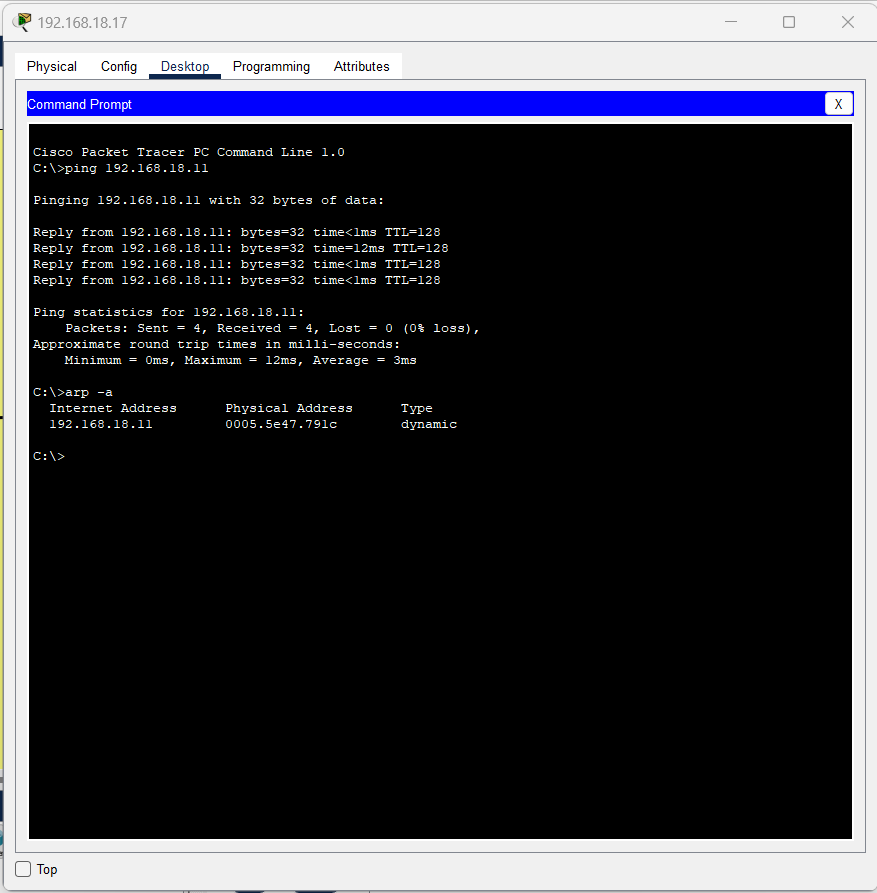 192.168.18.17
Physical Config Desktop Programming Attributes
Command Prompt X
Cisco Packet Tracer PC Command Line 1.0
C:\>ping 192.168.18.11
Pinging 192.168.18.11 with 32 bytes of data:
Reply from 192.168.18.11: bytes=32 time<1ms TTL=128
Reply from 192.168.18.11: bytes=32 time=12ms TTL=128
Reply from 192.168.18.11: bytes=32 time<1ms TTL=128
Reply from 192.168.18.11: bytes=32 time<1ms TTL=128
Ping statistics for 192.168.18.11:
Packets: Sent = 4, Received = 4, Lost = 0 (0% loss),
Approximate round trip times in milli-seconds:
Minimum = 0ms, Maximum = 12ms, Average = 3ms
C:\>arp -a
Internet Address Physical Address Type
192.168.18.11 0005.5e47.791c dynamic
C:\>
Top